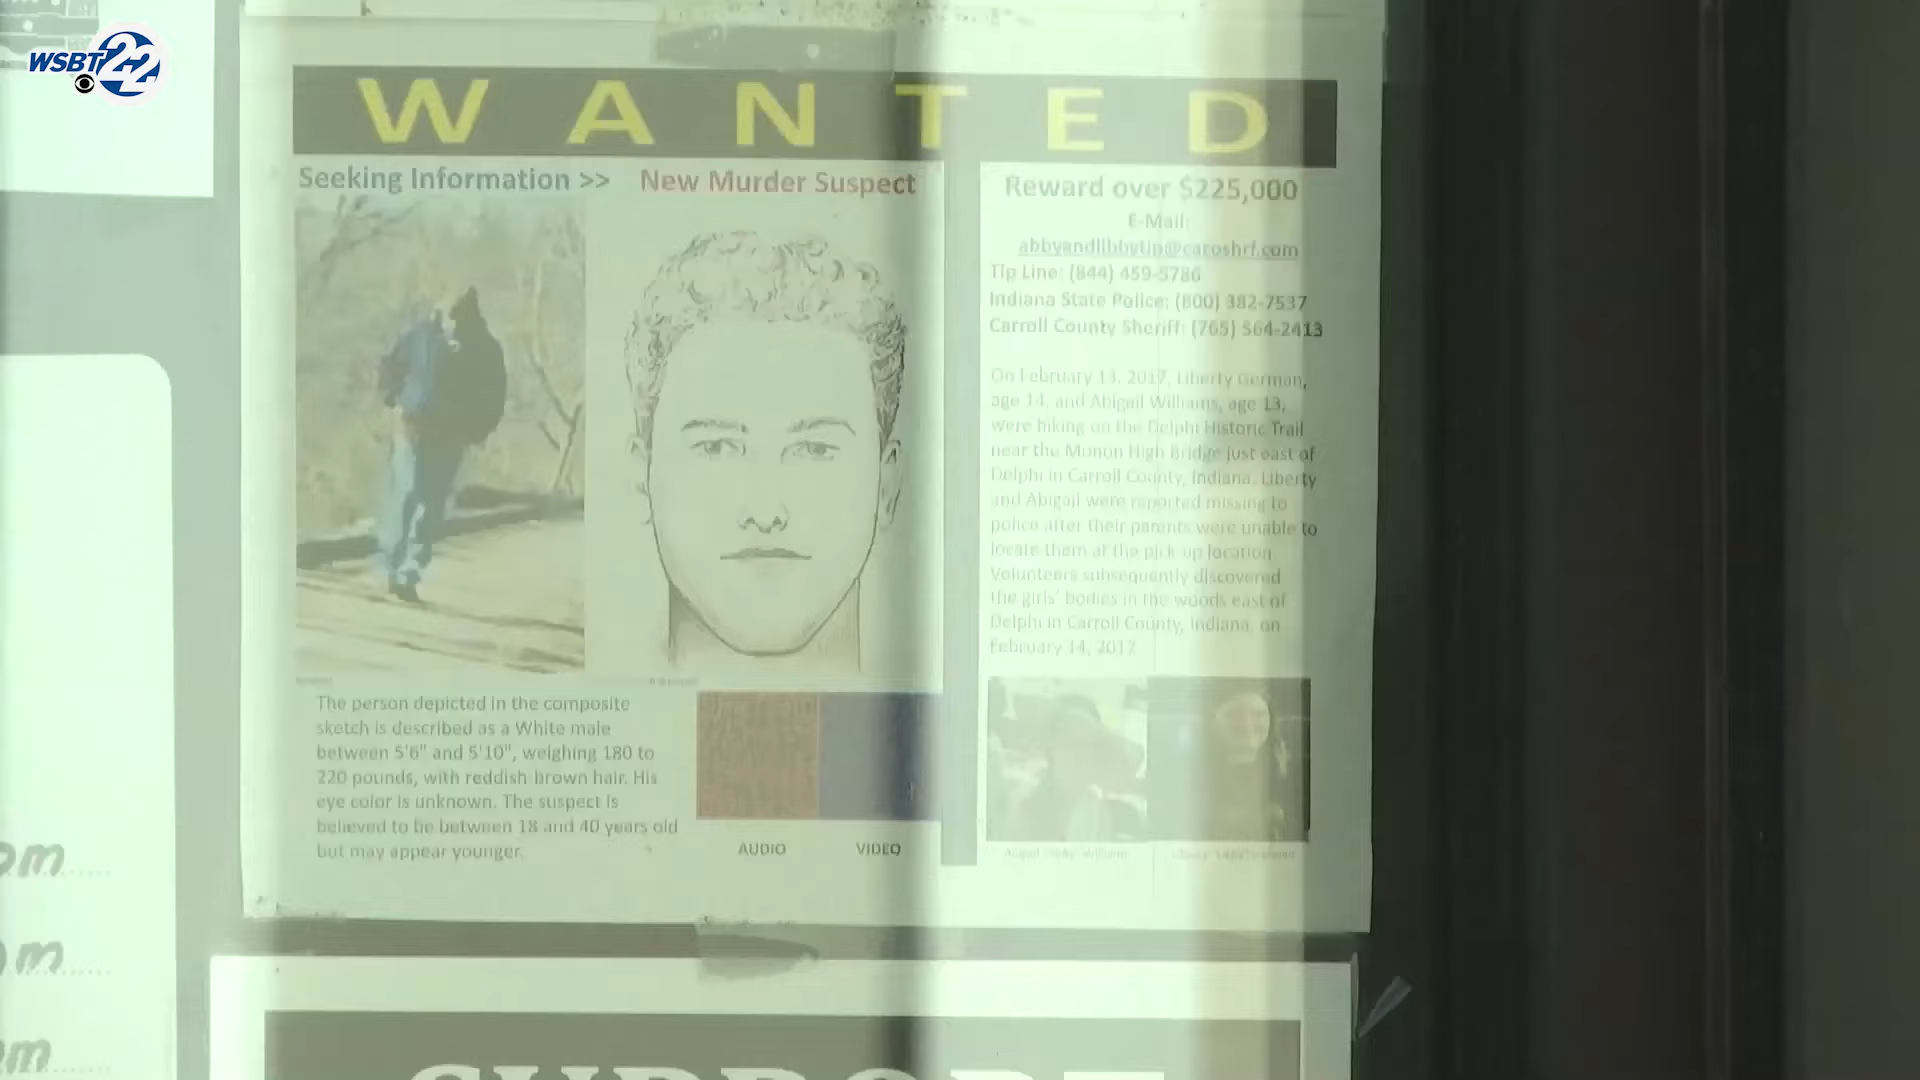 WSBT 22
WANTED
Seeking Information >> New Murder Suspect
The person depicted in the composite
sketch is described as a White male
between 5'6" and 5'10", weighing 180 to
220 pounds, with reddish brown hair. His
eye color is unknown. The suspect is
believed to be between 18 and 40 years old
but may appear younger.
AUDIO
VIDEO
Reward over $225,000
E-Mail:
abbyandlibbytip@cacoshrf.com
Tip Line: (844) 459-5786
Indiana State Police: (800) 382-7537
Carroll County Sheriff: (765) 564-2413
On February 13, 2017, Liberty German,
age 14, and Abigail Williams, age 13,
were hiking on the Delphi Historic Trail
near the Monon High Bridge just east of
Delphi in Carroll County, Indiana. Liberty
and Abigail were reported missing to
police after their parents were unable to
locate them at the pick up location.
Volunteers subsequently discovered
the girls' bodies in the woods east of
Delphi in Carroll County, Indiana, on
February 14, 2017
SUPPORT